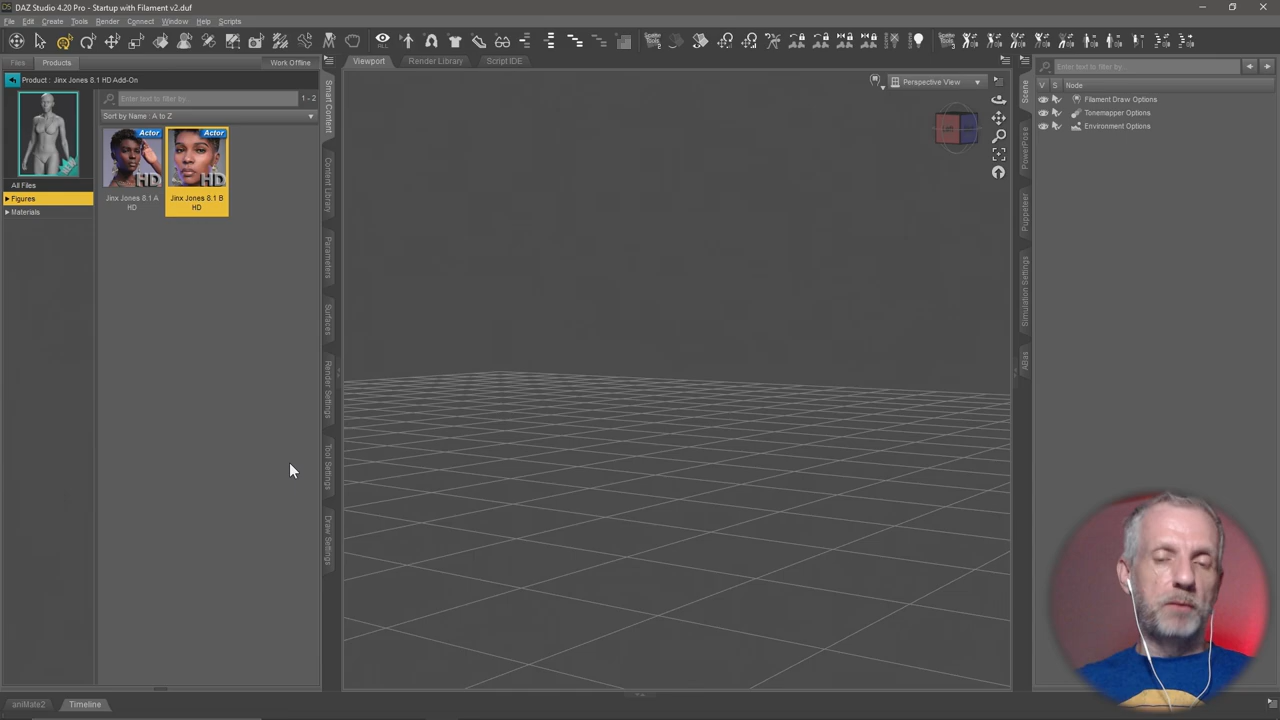 DAZ Studio 4.20 Pro - Startup with Filament v2.duf
File Edit Create Tools Render Connect Window Help Scripts
Files Products Work Offline
Viewport Render Library Script IDE
Product : Jinx Jones 8.1 HD Add-On
Enter text to filter by... 1 - 2
Sort by Name : A to Z
All Files
Figures
Materials
Actor
HD
Jinx Jones 8.1 A
HD
Actor
HD
Jinx Jones 8.1 B
HD
Smart Content
Content Library
Parameters
Surfaces
Render Settings
Tool Settings
Draw Settings
Perspective View
Scene
PowerPose
Puppeteer
Simulation Settings
Enter text to filter by...
V S Node
Filament Draw Options
Tonemapper Options
Environment Options
aniMate2 Timeline